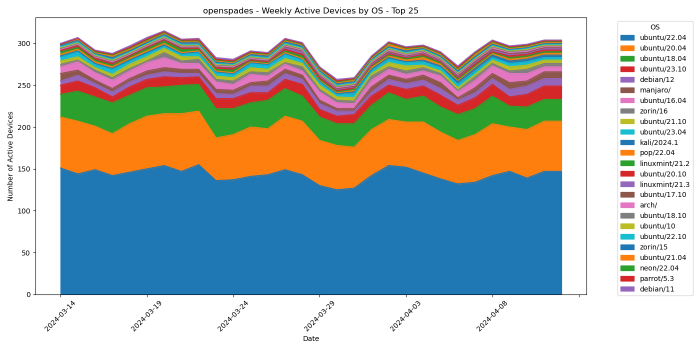 openspades - Weekly Active Devices by OS - Top 25
Number of Active Devices
300
250
200
150
100
50
0
2024-03-14
2024-03-19
2024-03-24
2024-03-29
2024-04-03
2024-04-08
Date
OS
ubuntu/22.04
ubuntu/20.04
ubuntu/18.04
ubuntu/23.10
debian/12
manjaro/
ubuntu/16.04
zorin/16
ubuntu/21.10
ubuntu/23.04
kali/2024.1
pop/22.04
linuxmint/21.2
ubuntu/20.10
linuxmint/21.3
ubuntu/17.10
arch/
ubuntu/18.10
ubuntu/10
ubuntu/22.10
zorin/15
ubuntu/21.04
neon/22.04
parrot/5.3
debian/11